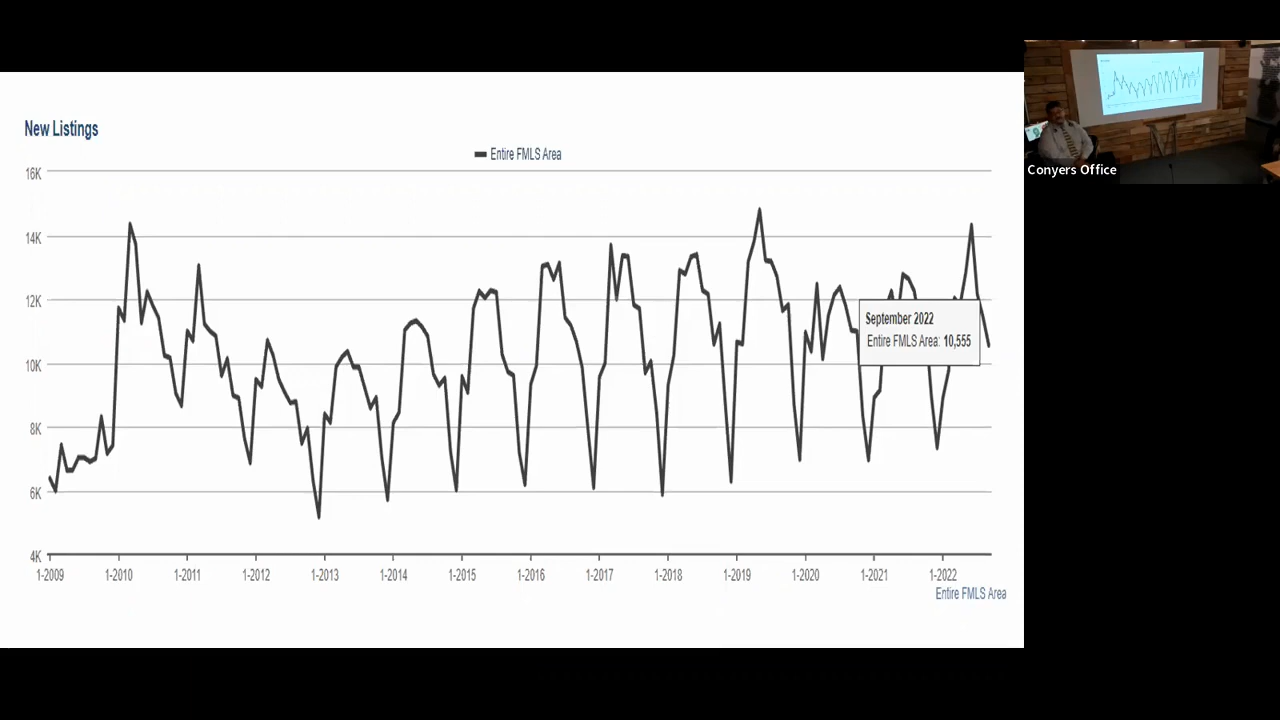 New Listings
Entire FMLS Area
16K
14K
12K
10K
8K
6K
4K
September 2022
Entire FMLS Area: 10,555
1-2009 1-2010 1-2011 1-2012 1-2013 1-2014 1-2015 1-2016 1-2017 1-2018 1-2019 1-2020 1-2021 1-2022
Entire FMLS Area
Conyers Office